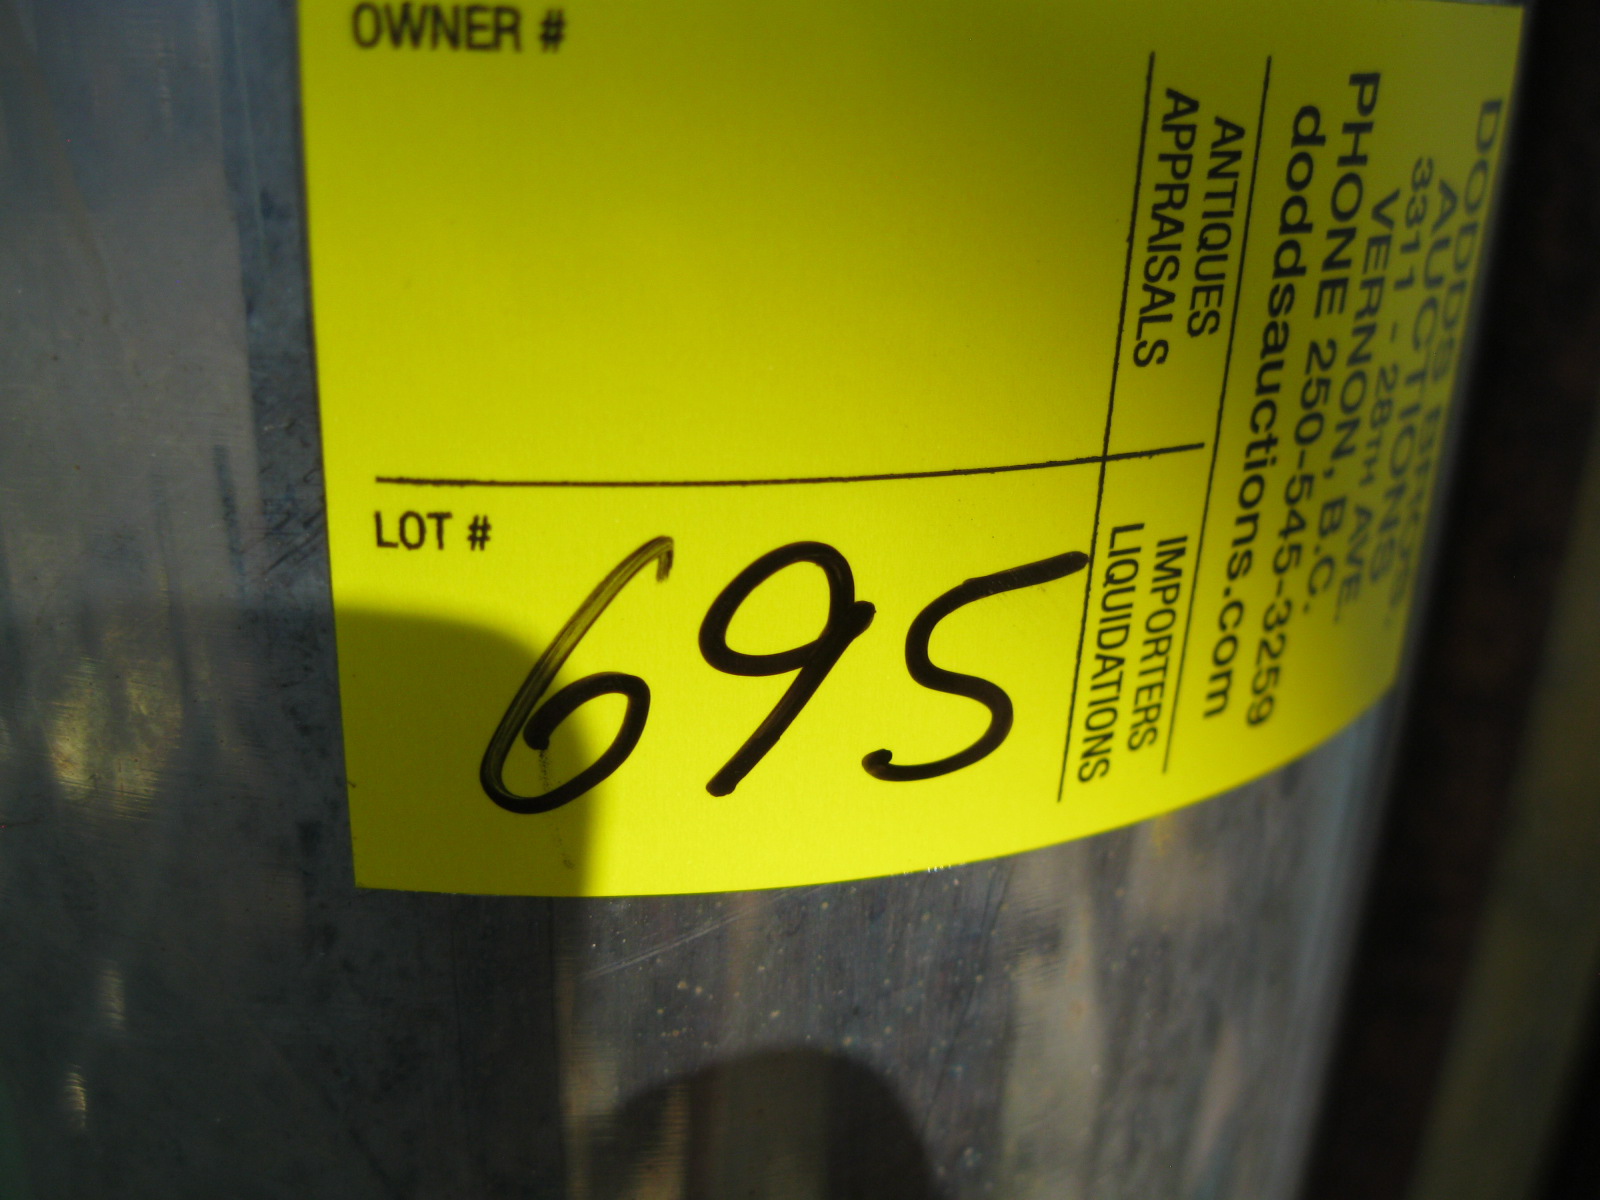 OWNER #
LOT #
695
DODDS BROS.
AUCTIONS
3311 - 28TH AVE.
VERNON, B.C.
PHONE 250-545-3259
doddsauctions.com
ANTIQUES
APPRAISALS
IMPORTERS
LIQUIDATIONS